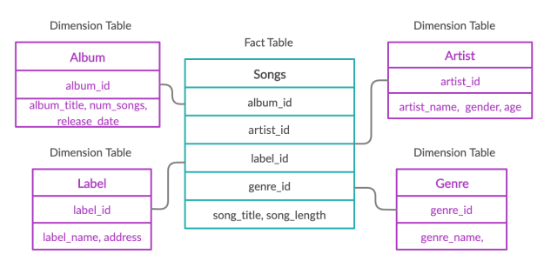 Dimension Table
Album
album_id
album_title, num_songs,
release_date
Fact Table
Songs
album_id
artist_id
label_id
genre_id
song_title, song_length
Dimension Table
Artist
artist_id
artist_name, gender, age
Dimension Table
Label
label_id
label_name, address
Dimension Table
Genre
genre_id
genre_name,